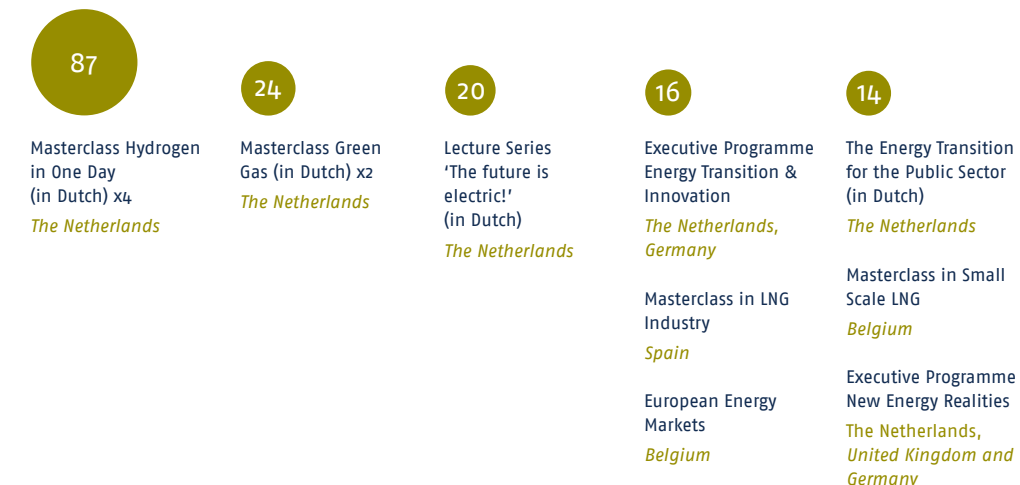 87
Masterclass Hydrogen
in One Day
(in Dutch) x4
The Netherlands
24
Masterclass Green
Gas (in Dutch) x2
The Netherlands
20
Lecture Series
‘The future is
electric!’
(in Dutch)
The Netherlands
16
Executive Programme
Energy Transition &
Innovation
The Netherlands,
Germany
Masterclass in LNG
Industry
Spain
European Energy
Markets
Belgium
14
The Energy Transition
for the Public Sector
(in Dutch)
The Netherlands
Masterclass in Small
Scale LNG
Belgium
Executive Programme
New Energy Realities
The Netherlands,
United Kingdom and
Germany